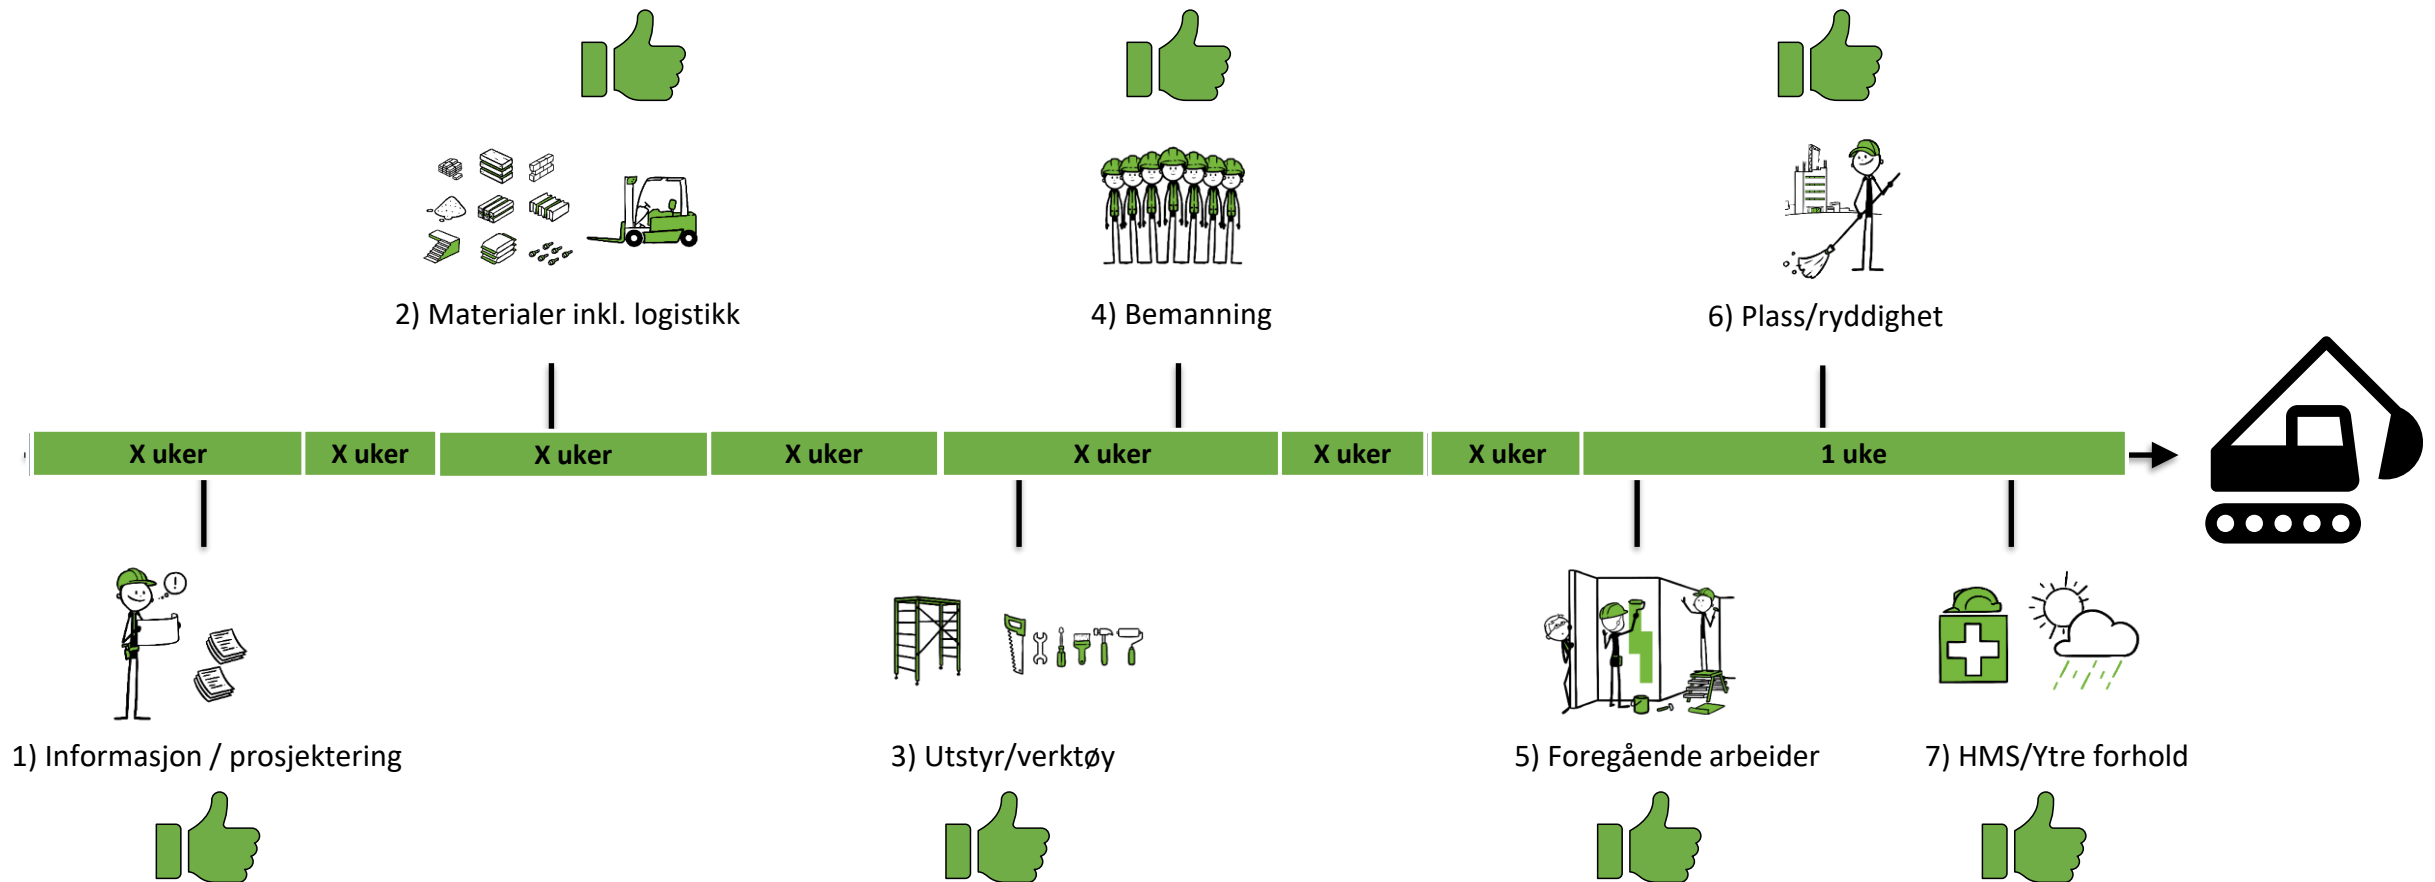 2) Materialer inkl. logistikk
4) Bemanning
6) Plass/ryddighet
X uker
X uker
X uker
X uker
X uker
X uker
X uker
1 uke
1) Informasjon / prosjektering
3) Utstyr/verktøy
5) Foregående arbeider
7) HMS/Ytre forhold